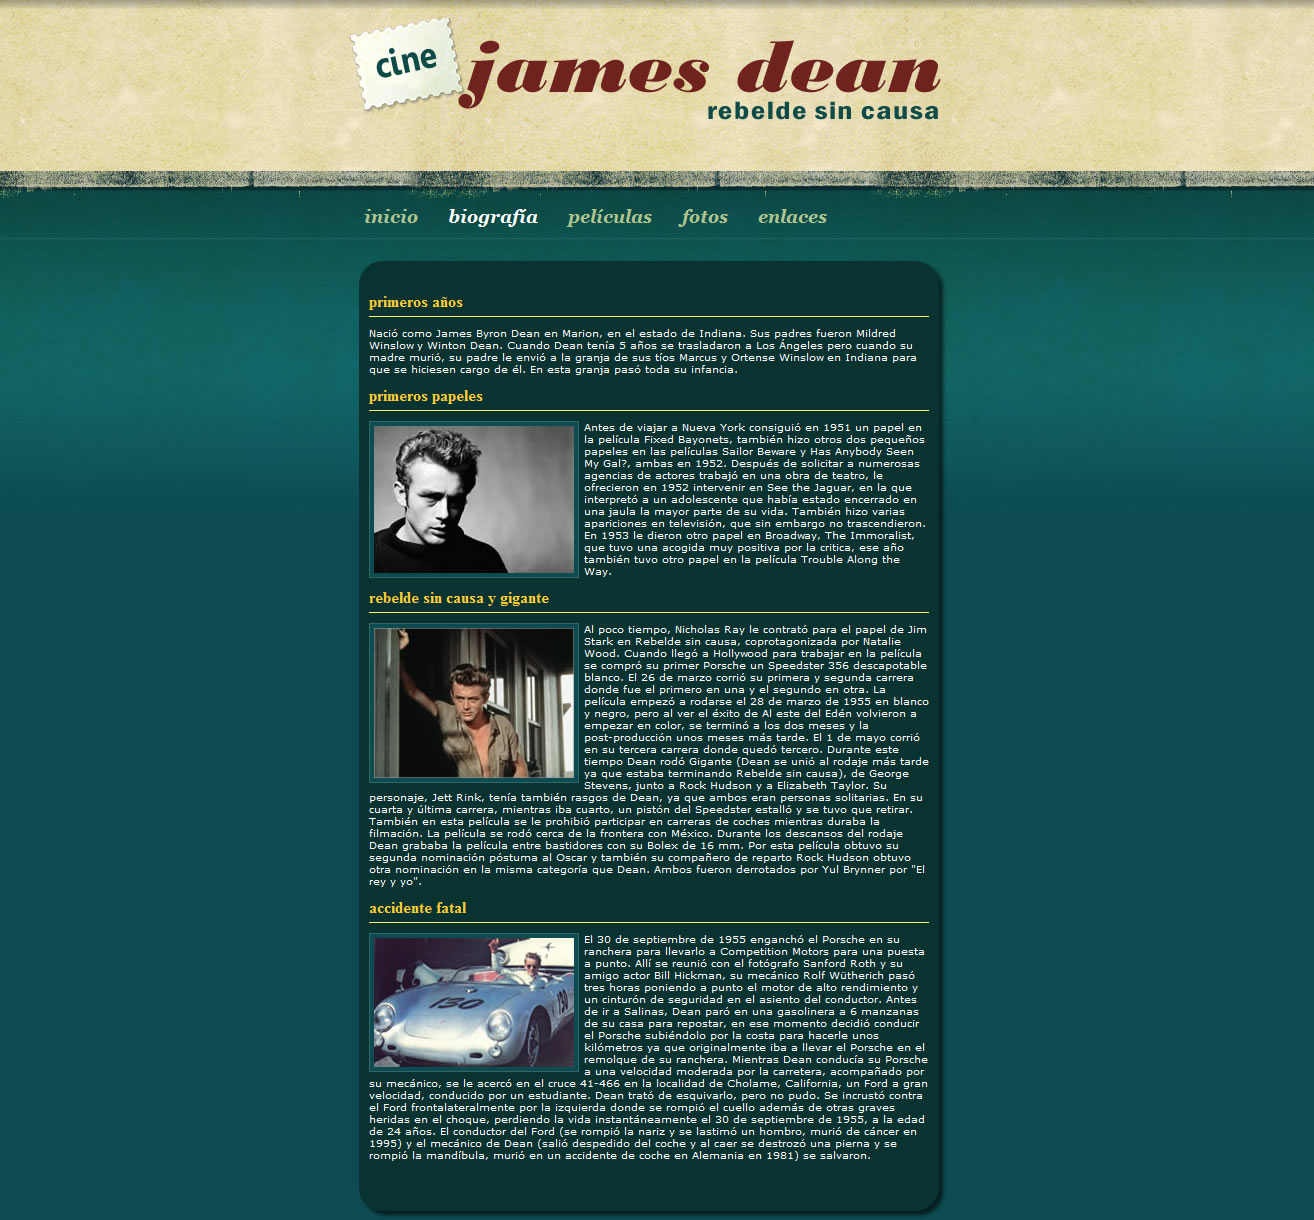 cine
james dean
rebelde sin causa
inicio biografía películas fotos enlaces
primeros años
Nació como James Byron Dean en Marion, en el estado de Indiana. Sus padres fueron Mildred
Winslow y Winton Dean. Cuando Dean tenía 5 años se trasladaron a Los Ángeles pero cuando su
madre murió, su padre le envió a la granja de sus tíos Marcus y Ortense Winslow en Indiana para
que se hiciesen cargo de él. En esta granja pasó toda su infancia.
primeros papeles
Antes de viajar a Nueva York consiguió en 1951 un papel en
la película Fixed Bayonets, también hizo otros dos pequeños
papeles en las películas Sailor Beware y Has Anybody Seen
My Gal?, ambas en 1952. Después de solicitar a numerosas
agencias de actores trabajó en una obra de teatro, le
ofrecieron en 1952 intervenir en See the Jaguar, en la que
interpretó a un adolescente que había estado encerrado en
una jaula la mayor parte de su vida. También hizo varias
apariciones en televisión, que sin embargo no trascendieron.
En 1953 le dieron otro papel en Broadway, The Immoralist,
que tuvo una acogida muy positiva por la critica, ese año
también tuvo otro papel en la película Trouble Along the
Way.
rebelde sin causa y gigante
Al poco tiempo, Nicholas Ray le contrató para el papel de Jim
Stark en Rebelde sin causa, coprotagonizada por Natalie
Wood. Cuando llegó a Hollywood para trabajar en la película
se compró su primer Porsche un Speedster 356 descapotable
blanco. El 26 de marzo corrió su primera y segunda carrera
donde fue el primero en una y el segundo en otra. La
película empezó a rodarse el 28 de marzo de 1955 en blanco
y negro, pero al ver el éxito de Al este del Edén volvieron a
empezar en color, se terminó a los dos meses y la
post-producción unos meses más tarde. El 1 de mayo corrió
en su tercera carrera donde quedó tercero. Durante este
tiempo Dean rodó Gigante (Dean se unió al rodaje más tarde
ya que estaba terminando Rebelde sin causa), de George
Stevens, junto a Rock Hudson y a Elizabeth Taylor. Su
personaje, Jett Rink, tenía también rasgos de Dean, ya que ambos eran personas solitarias. En su
cuarta y última carrera, mientras iba cuarto, un pistón del Speedster estalló y se tuvo que retirar.
También en esta película se le prohibió participar en carreras de coches mientras duraba la
filmación. La película se rodó cerca de la frontera con México. Durante los descansos del rodaje
Dean grababa la película entre bastidores con su Bolex de 16 mm. Por esta película obtuvo su
segunda nominación póstuma al Oscar y también su compañero de reparto Rock Hudson obtuvo
otra nominación en la misma categoría que Dean. Ambos fueron derrotados por Yul Brynner por "El
rey y yo".
accidente fatal
130
130
El 30 de septiembre de 1955 enganchó el Porsche en su
ranchera para llevarlo a Competition Motors para una puesta
a punto. Allí se reunió con el fotógrafo Sanford Roth y su
amigo actor Bill Hickman, su mecánico Rolf Wütherich pasó
tres horas poniendo a punto el motor de alto rendimiento y
un cinturón de seguridad en el asiento del conductor. Antes
de ir a Salinas, Dean paró en una gasolinera a 6 manzanas
de su casa para repostar, en ese momento decidió conducir
el Porsche subiéndolo por la costa para hacerle unos
kilómetros ya que originalmente iba a llevar el Porsche en el
remolque de su ranchera. Mientras Dean conducía su Porsche
a una velocidad moderada por la carretera, acompañado por
su mecánico, se le acercó en el cruce 41-466 en la localidad de Cholame, California, un Ford a gran
velocidad, conducido por un estudiante. Dean trató de esquivarlo, pero no pudo. Se incrustó contra
el Ford frontalateralmente por la izquierda donde se rompió el cuello además de otras graves
heridas en el choque, perdiendo la vida instantáneamente el 30 de septiembre de 1955, a la edad
de 24 años. El conductor del Ford (se rompió la nariz y se lastimó un hombro, murió de cáncer en
1995) y el mecánico de Dean (salió despedido del coche y al caer se destrozó una pierna y se
rompió la mandíbula, murió en un accidente de coche en Alemania en 1981) se salvaron.